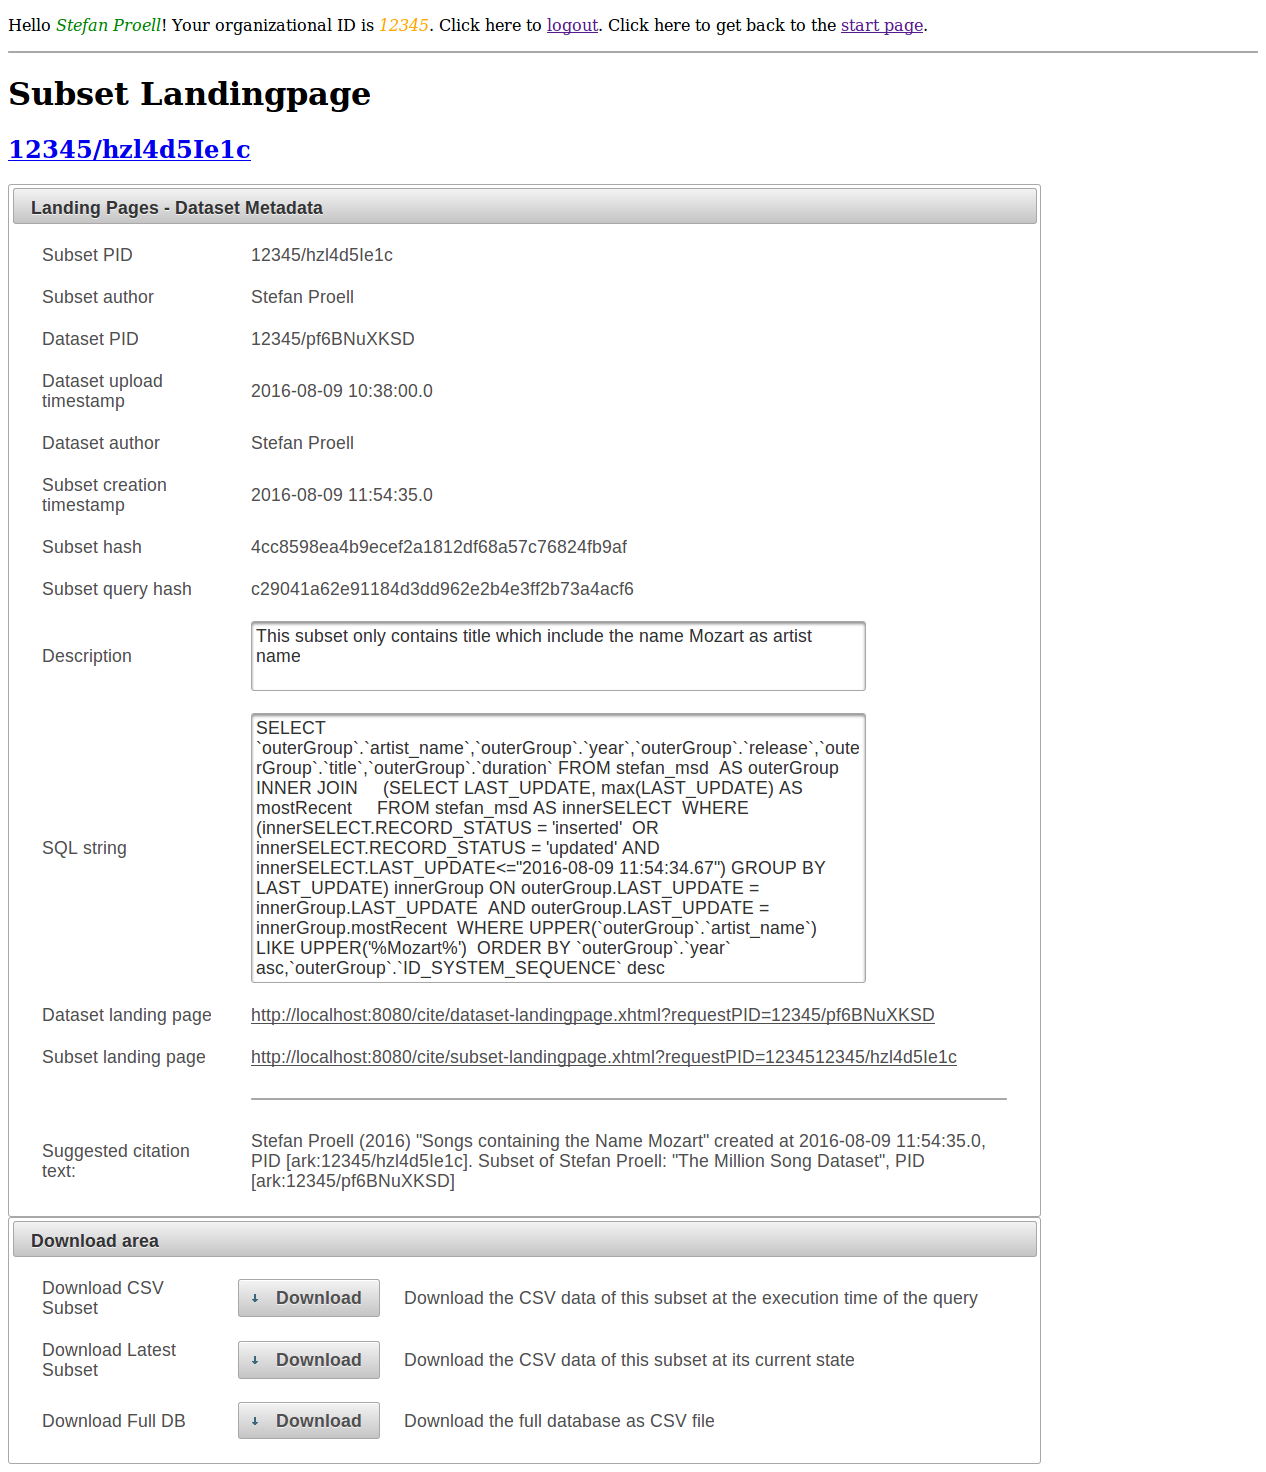 Hello Stefan Proell! Your organizational ID is 12345. Click here to logout. Click here to get back to the start page.
Subset Landingpage
12345/hzl4d5Ie1c
Landing Pages - Dataset Metadata
Subset PID 12345/hzl4d5Ie1c
Subset author Stefan Proell
Dataset PID 12345/pf6BNuXKSD
Dataset upload
timestamp
2016-08-09 10:38:00.0
Dataset author Stefan Proell
Subset creation
timestamp
2016-08-09 11:54:35.0
Subset hash 4cc8598ea4b9ecef2a1812df68a57c76824fb9af
Subset query hash c29041a62e91184d3dd962e2b4e3ff2b73a4acf6
Description
This subset only contains title which include the name Mozart as artist
name
SQL string
SELECT
`outerGroup`.`artist_name`,`outerGroup`.`year`,`outerGroup`.`release`,`oute
rGroup`.`title`,`outerGroup`.`duration` FROM stefan_msd  AS outerGroup
INNER JOIN     (SELECT LAST_UPDATE, max(LAST_UPDATE) AS
mostRecent     FROM stefan_msd AS innerSELECT  WHERE
(innerSELECT.RECORD_STATUS = 'inserted'  OR
innerSELECT.RECORD_STATUS = 'updated' AND
innerSELECT.LAST_UPDATE<="2016-08-09 11:54:34.67") GROUP BY
LAST_UPDATE) innerGroup ON outerGroup.LAST_UPDATE =
innerGroup.LAST_UPDATE  AND outerGroup.LAST_UPDATE =
innerGroup.mostRecent  WHERE UPPER(`outerGroup`.`artist_name`)
LIKE UPPER('%Mozart%')  ORDER BY `outerGroup`.`year`
asc,`outerGroup`.`ID_SYSTEM_SEQUENCE` desc
Dataset landing page http://localhost:8080/cite/dataset-landingpage.xhtml?requestPID=12345/pf6BNuXKSD
Subset landing page http://localhost:8080/cite/subset-landingpage.xhtml?requestPID=1234512345/hzl4d5Ie1c
Suggested citation
text:
Stefan Proell (2016) "Songs containing the Name Mozart" created at 2016-08-09 11:54:35.0,
PID [ark:12345/hzl4d5Ie1c]. Subset of Stefan Proell: "The Million Song Dataset", PID
[ark:12345/pf6BNuXKSD]
Download area
Download CSV
Subset
Download Download the CSV data of this subset at the execution time of the query
Download Latest
Subset
Download Download the CSV data of this subset at its current state
Download Full DB Download Download the full database as CSV file